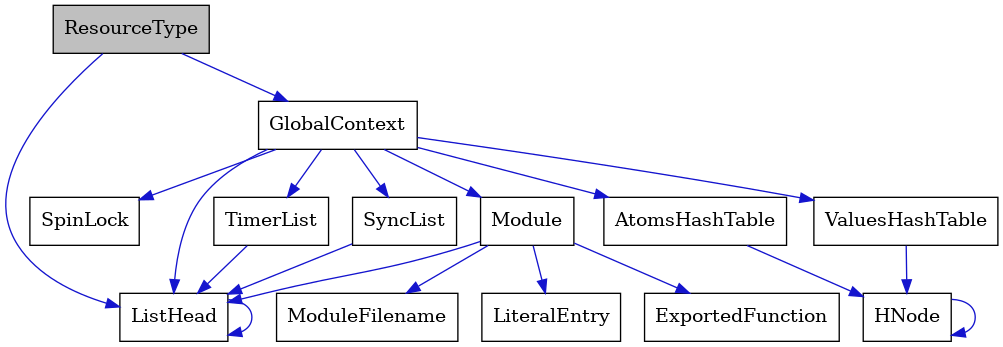 ResourceType
GlobalContext
SpinLock
TimerList
SyncList
Module
AtomsHashTable
ValuesHashTable
ListHead
ModuleFilename
LiteralEntry
ExportedFunction
HNode